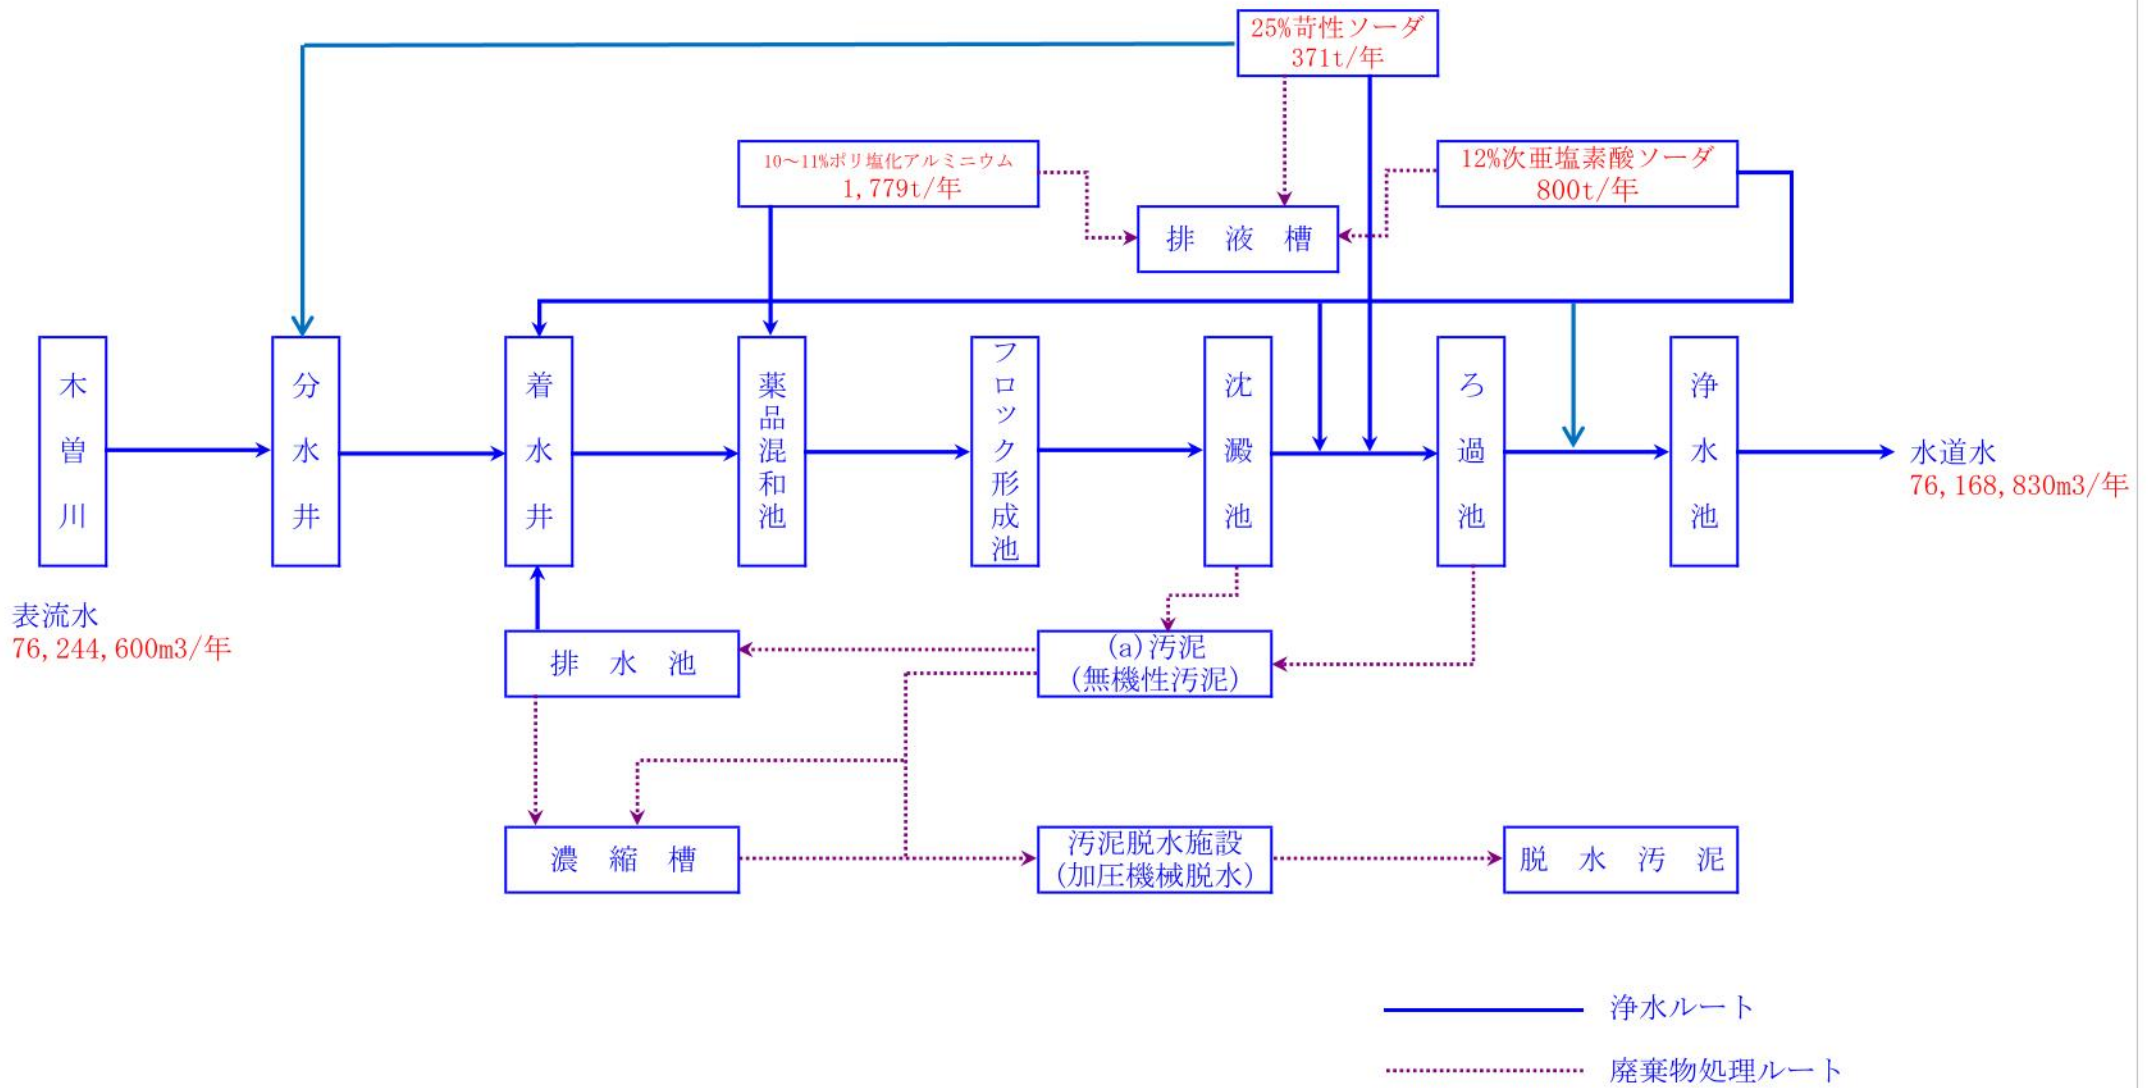 25%苛性ソーダ
371t/年
10~11%ポリ塩化アルミニウム
1,779t/年
12%次亜塩素酸ソーダ
800t/年
排 液 槽
木曽川
分水井
着水井
薬品混和池
フロック形成池
沈澱池
ろ過池
浄水池
水道水
76,168,830m3/年
表流水
76,244,600m3/年
排 水 池
(a)汚泥
(無機性汚泥)
濃 縮 槽
汚泥脱水施設
(加圧機械脱水)
脱 水 汚 泥
浄水ルート
廃棄物処理ルート